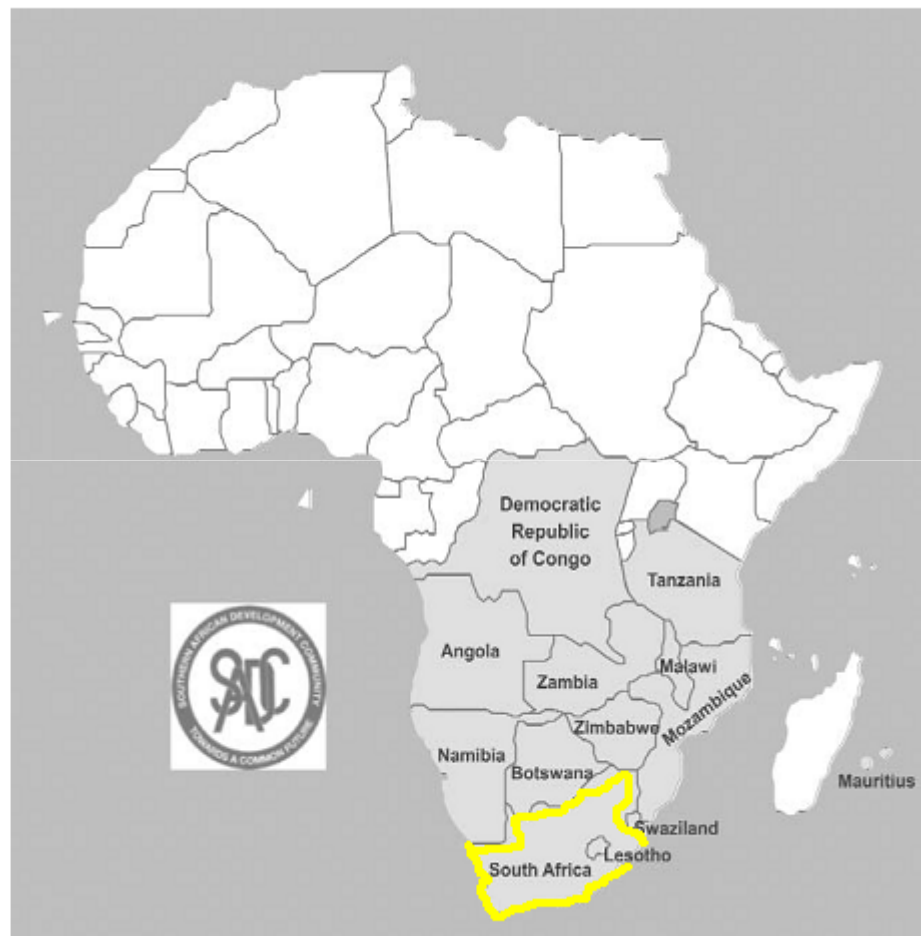 Democratic
Republic
of Congo
Tanzania
SOUTHERN AFRICAN DEVELOPMENT COMMUNITY
SADC
TOWARDS A COMMON FUTURE
Angola
Malawi
Zambia
Mozambique
Zimbabwe
Namibia
Botswana
Mauritius
Swaziland
Lesotho
South Africa